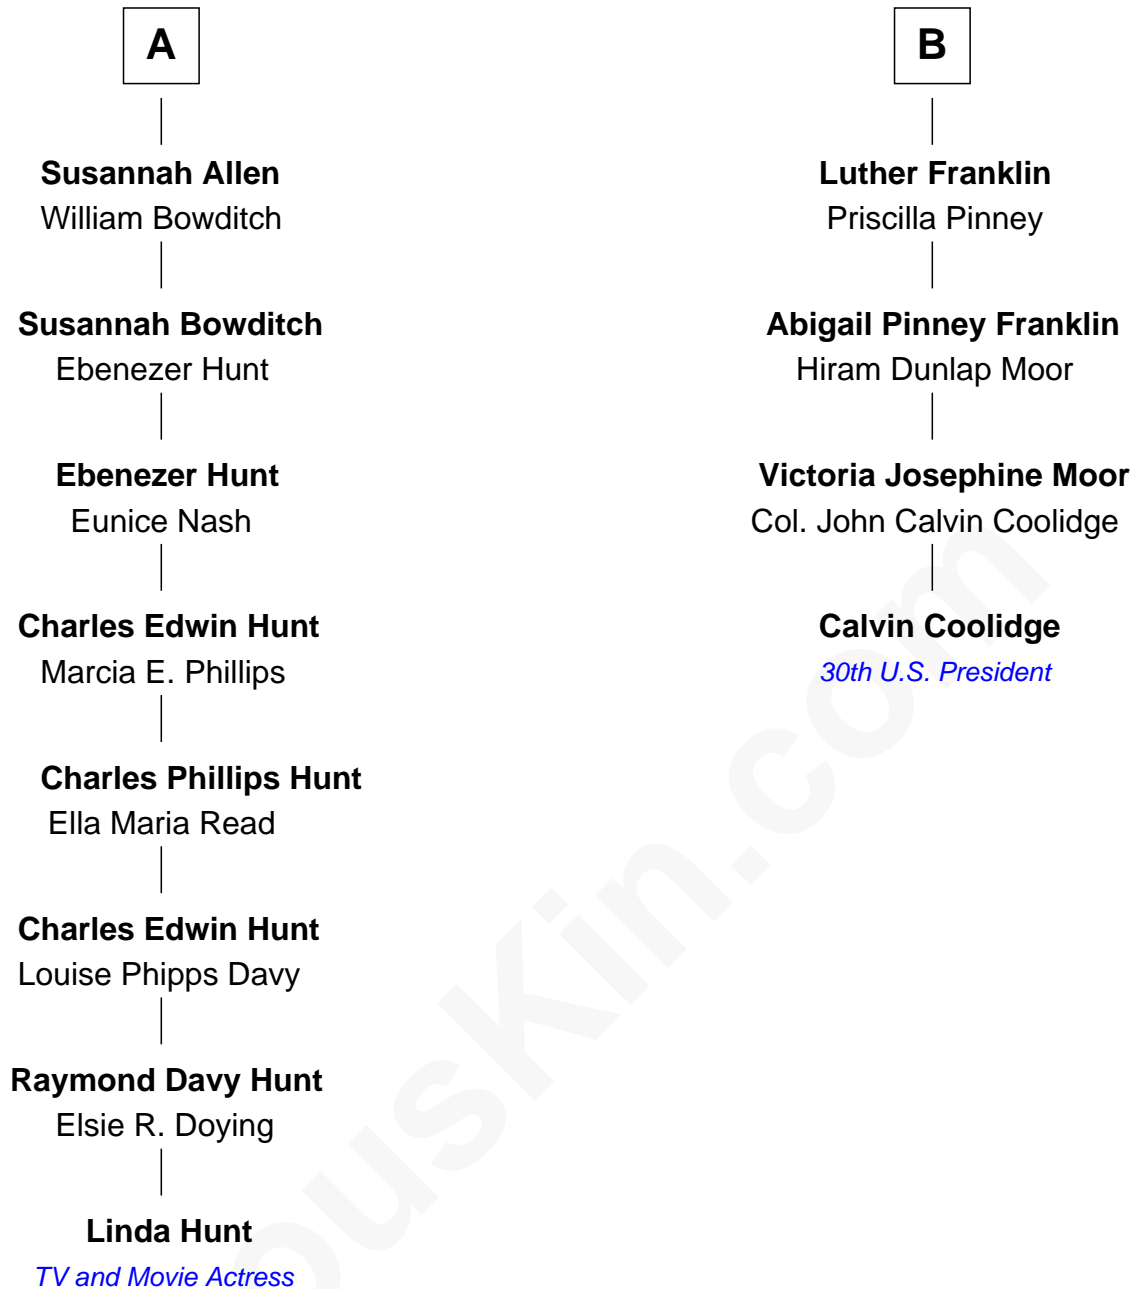 A
Susannah Allen
William Bowditch
Susannah Bowditch
Ebenezer Hunt
Ebenezer Hunt
Eunice Nash
Charles Edwin Hunt
Marcia E. Phillips
Charles Phillips Hunt
Ella Maria Read
Charles Edwin Hunt
Louise Phipps Davy
Raymond Davy Hunt
Elsie R. Doying
Linda Hunt
TV and Movie Actress
B
Luther Franklin
Priscilla Pinney
Abigail Pinney Franklin
Hiram Dunlap Moor
Victoria Josephine Moor
Col. John Calvin Coolidge
Calvin Coolidge
30th U.S. President
ousKin.com